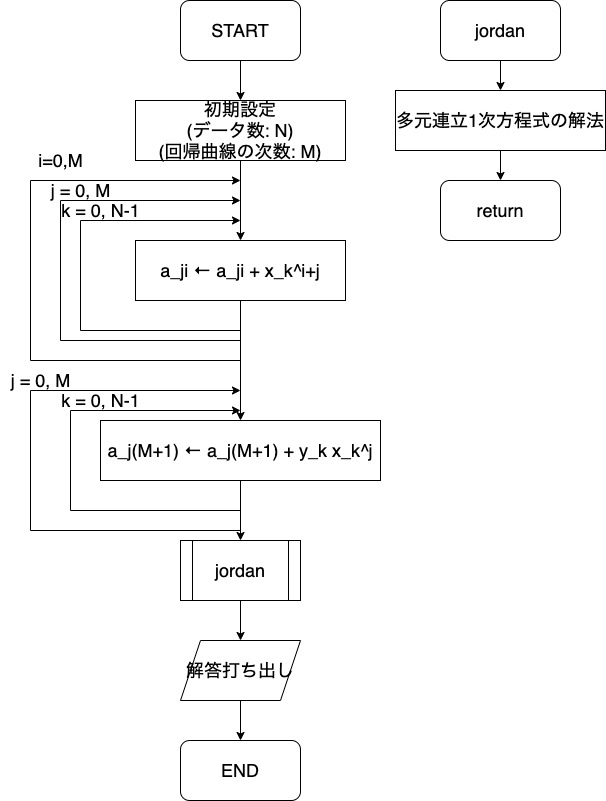 START
初期設定
(データ数: N)
(回帰曲線の次数: M)
i=0,M
j = 0, M
k = 0, N-1
a_ji ← a_ji + x_k^i+j
j = 0, M
k = 0, N-1
a_j(M+1) ← a_j(M+1) + y_k x_k^j
jordan
解答打ち出し
END
jordan
多元連立1次方程式の解法
return